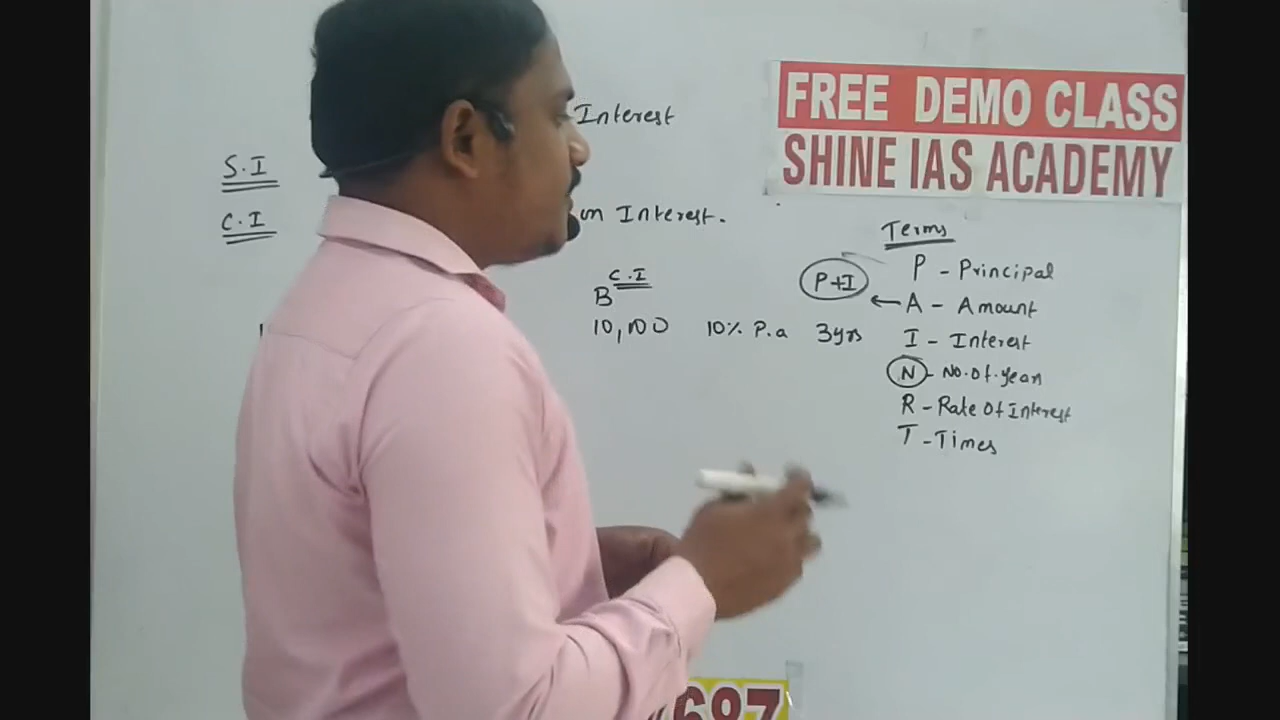 FREE DEMO CLASS
SHINE IAS ACADEMY
Interest
S.I
C.I
on Interest.
C.I
B
10,000 10% P.a 3yrs
Terms
P - Principal
P+I
A - Amount
I - Interest
N - No.of.years
R - Rate Of Interest
T - Times
687